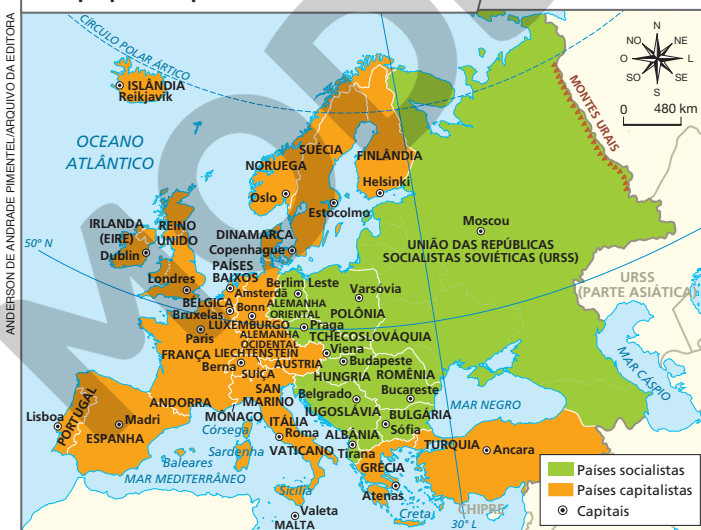 ANDERSON DE ANDRADE PIMENTEL/ARQUIVO DA EDITORA
CÍRCULO POLAR ÁRTICO
N
NO
NE
O
L
SO
SE
S
0 480 km
MONTES URAIS
ISLÂNDIA
Reikjavík
OCEANO
ATLÂNTICO
SUÉCIA
NORUEGA
FINLÂNDIA
Helsinki
Oslo
Estocolmo
Moscou
UNIÃO DAS REPÚBLICAS
SOCIALISTAS SOVIÉTICAS (URSS)
URSS
(PARTE ASIÁTICA)
IRLANDA
(EIRE)
Dublin
REINO
UNIDO
Londres
50° N
DINAMARCA
Copenhague
PAÍSES
BAIXOS
Amsterdã
Berlim Leste
Varsóvia
BÉLGICA
Bruxelas
Bonn
ALEMANHA
ORIENTAL
POLÔNIA
LUXEMBURGO
Praga
Paris
ALEMANHA
OCIDENTAL
TCHECOSLOVÁQUIA
Viena
FRANÇA
LIECHTENSTEIN
Budapeste
Berna
SUÍÇA
ÁUSTRIA
HUNGRIA
ROMÊNIA
Bucareste
MAR CÁSPIO
SAN
MARINO
Belgrado
MAR NEGRO
ANDORRA
MÔNACO
IUGOSLÁVIA
BULGÁRIA
Sófia
PORTUGAL
Lisboa
Madri
ESPANHA
Córsega
ITÁLIA
Roma
ALBÂNIA
Tirana
TURQUIA
Ancara
Sardenha
VATICANO
Baleares
MAR MEDITERRÂNEO
GRÉCIA
Atenas
Sicília
Valeta
MALTA
Creta
CHIPRE
30° L
Países socialistas
Países capitalistas
Capitais